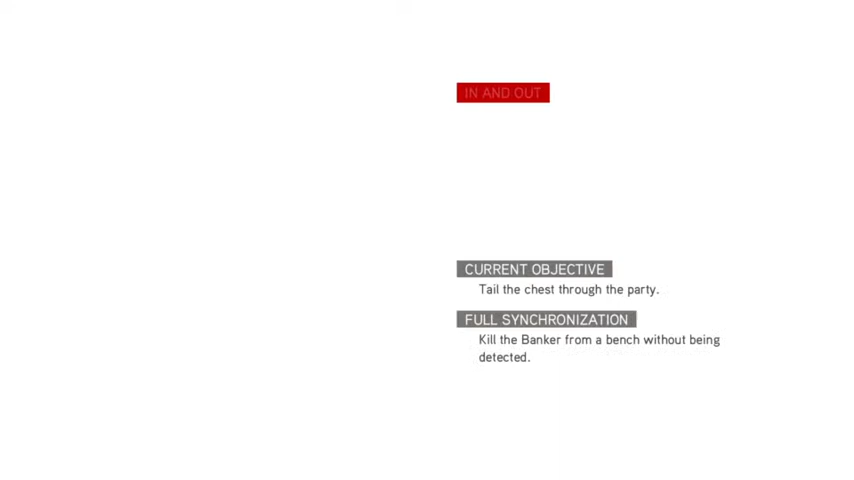 IN AND OUT
CURRENT OBJECTIVE
Tail the chest through the party.
FULL SYNCHRONIZATION
Kill the Banker from a bench without being
detected.